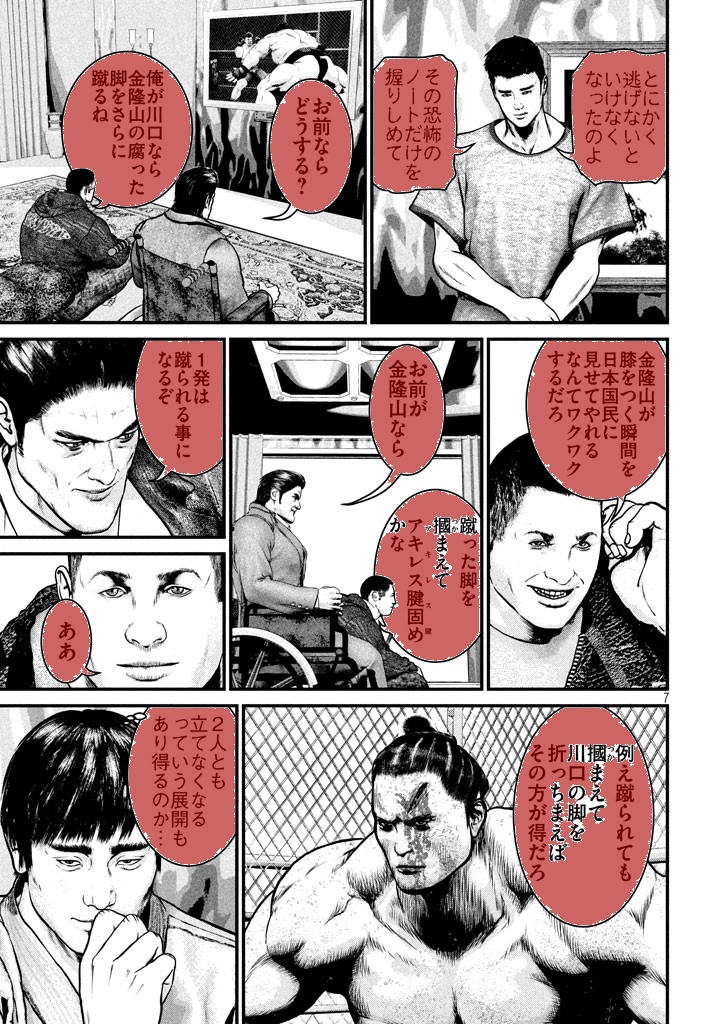 とにかく
逃げないと
いけなく
なったのよ
その恐怖の
ノートだけを
握りしめて
お前なら
どうする?
俺が川口なら
金隆山の腐った
脚をさらに
蹴るね
金隆山が
膝をつく瞬間を
日本国民に
見せてやれる
なんてワクワク
するだろ
お前が
金隆山なら
蹴った脚を
摑まえて
アキレス腱固め
かな
1発は
蹴られる事に
なるぞ
ああ
7
例え蹴られても
摑まえて
川口の脚を
折っちまえば
その方が得だろ
2人とも
立てなくなる
っていう展開も
あり得るのか…